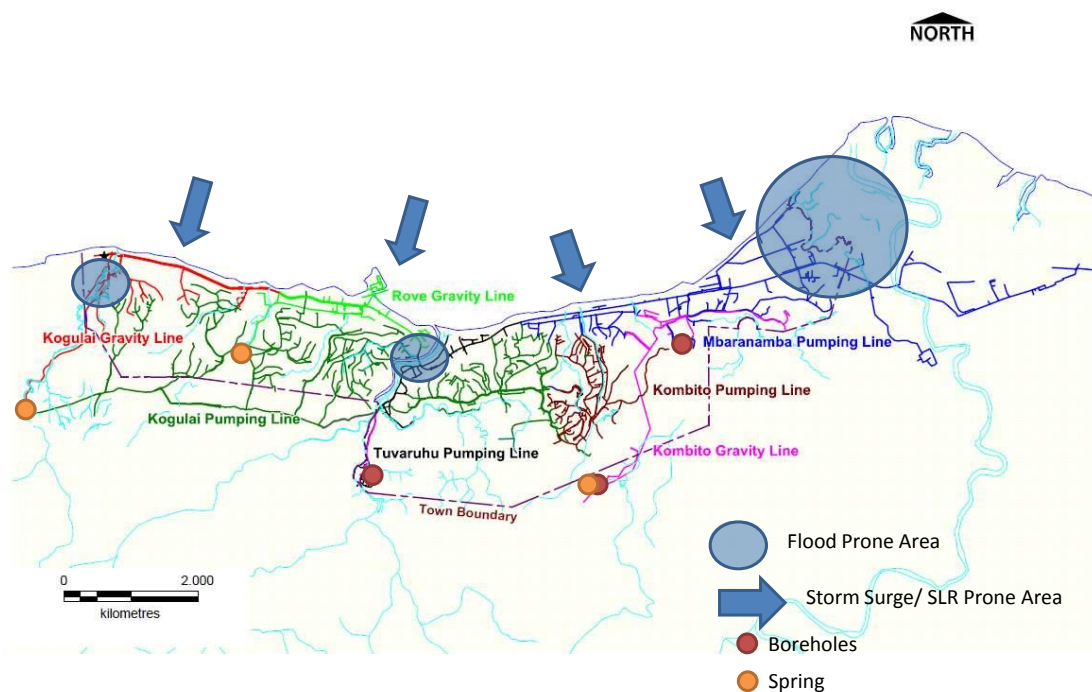 NORTH
Rove Gravity Line
Kogulai Gravity Line
Mbaranamba Pumping Line
Kombito Pumping Line
Kogulai Pumping Line
Tuvaruhu Pumping Line
Kombito Gravity Line
Town Boundary
Flood Prone Area
0 2.000
kilometres
Storm Surge/ SLR Prone Area
Boreholes
Spring